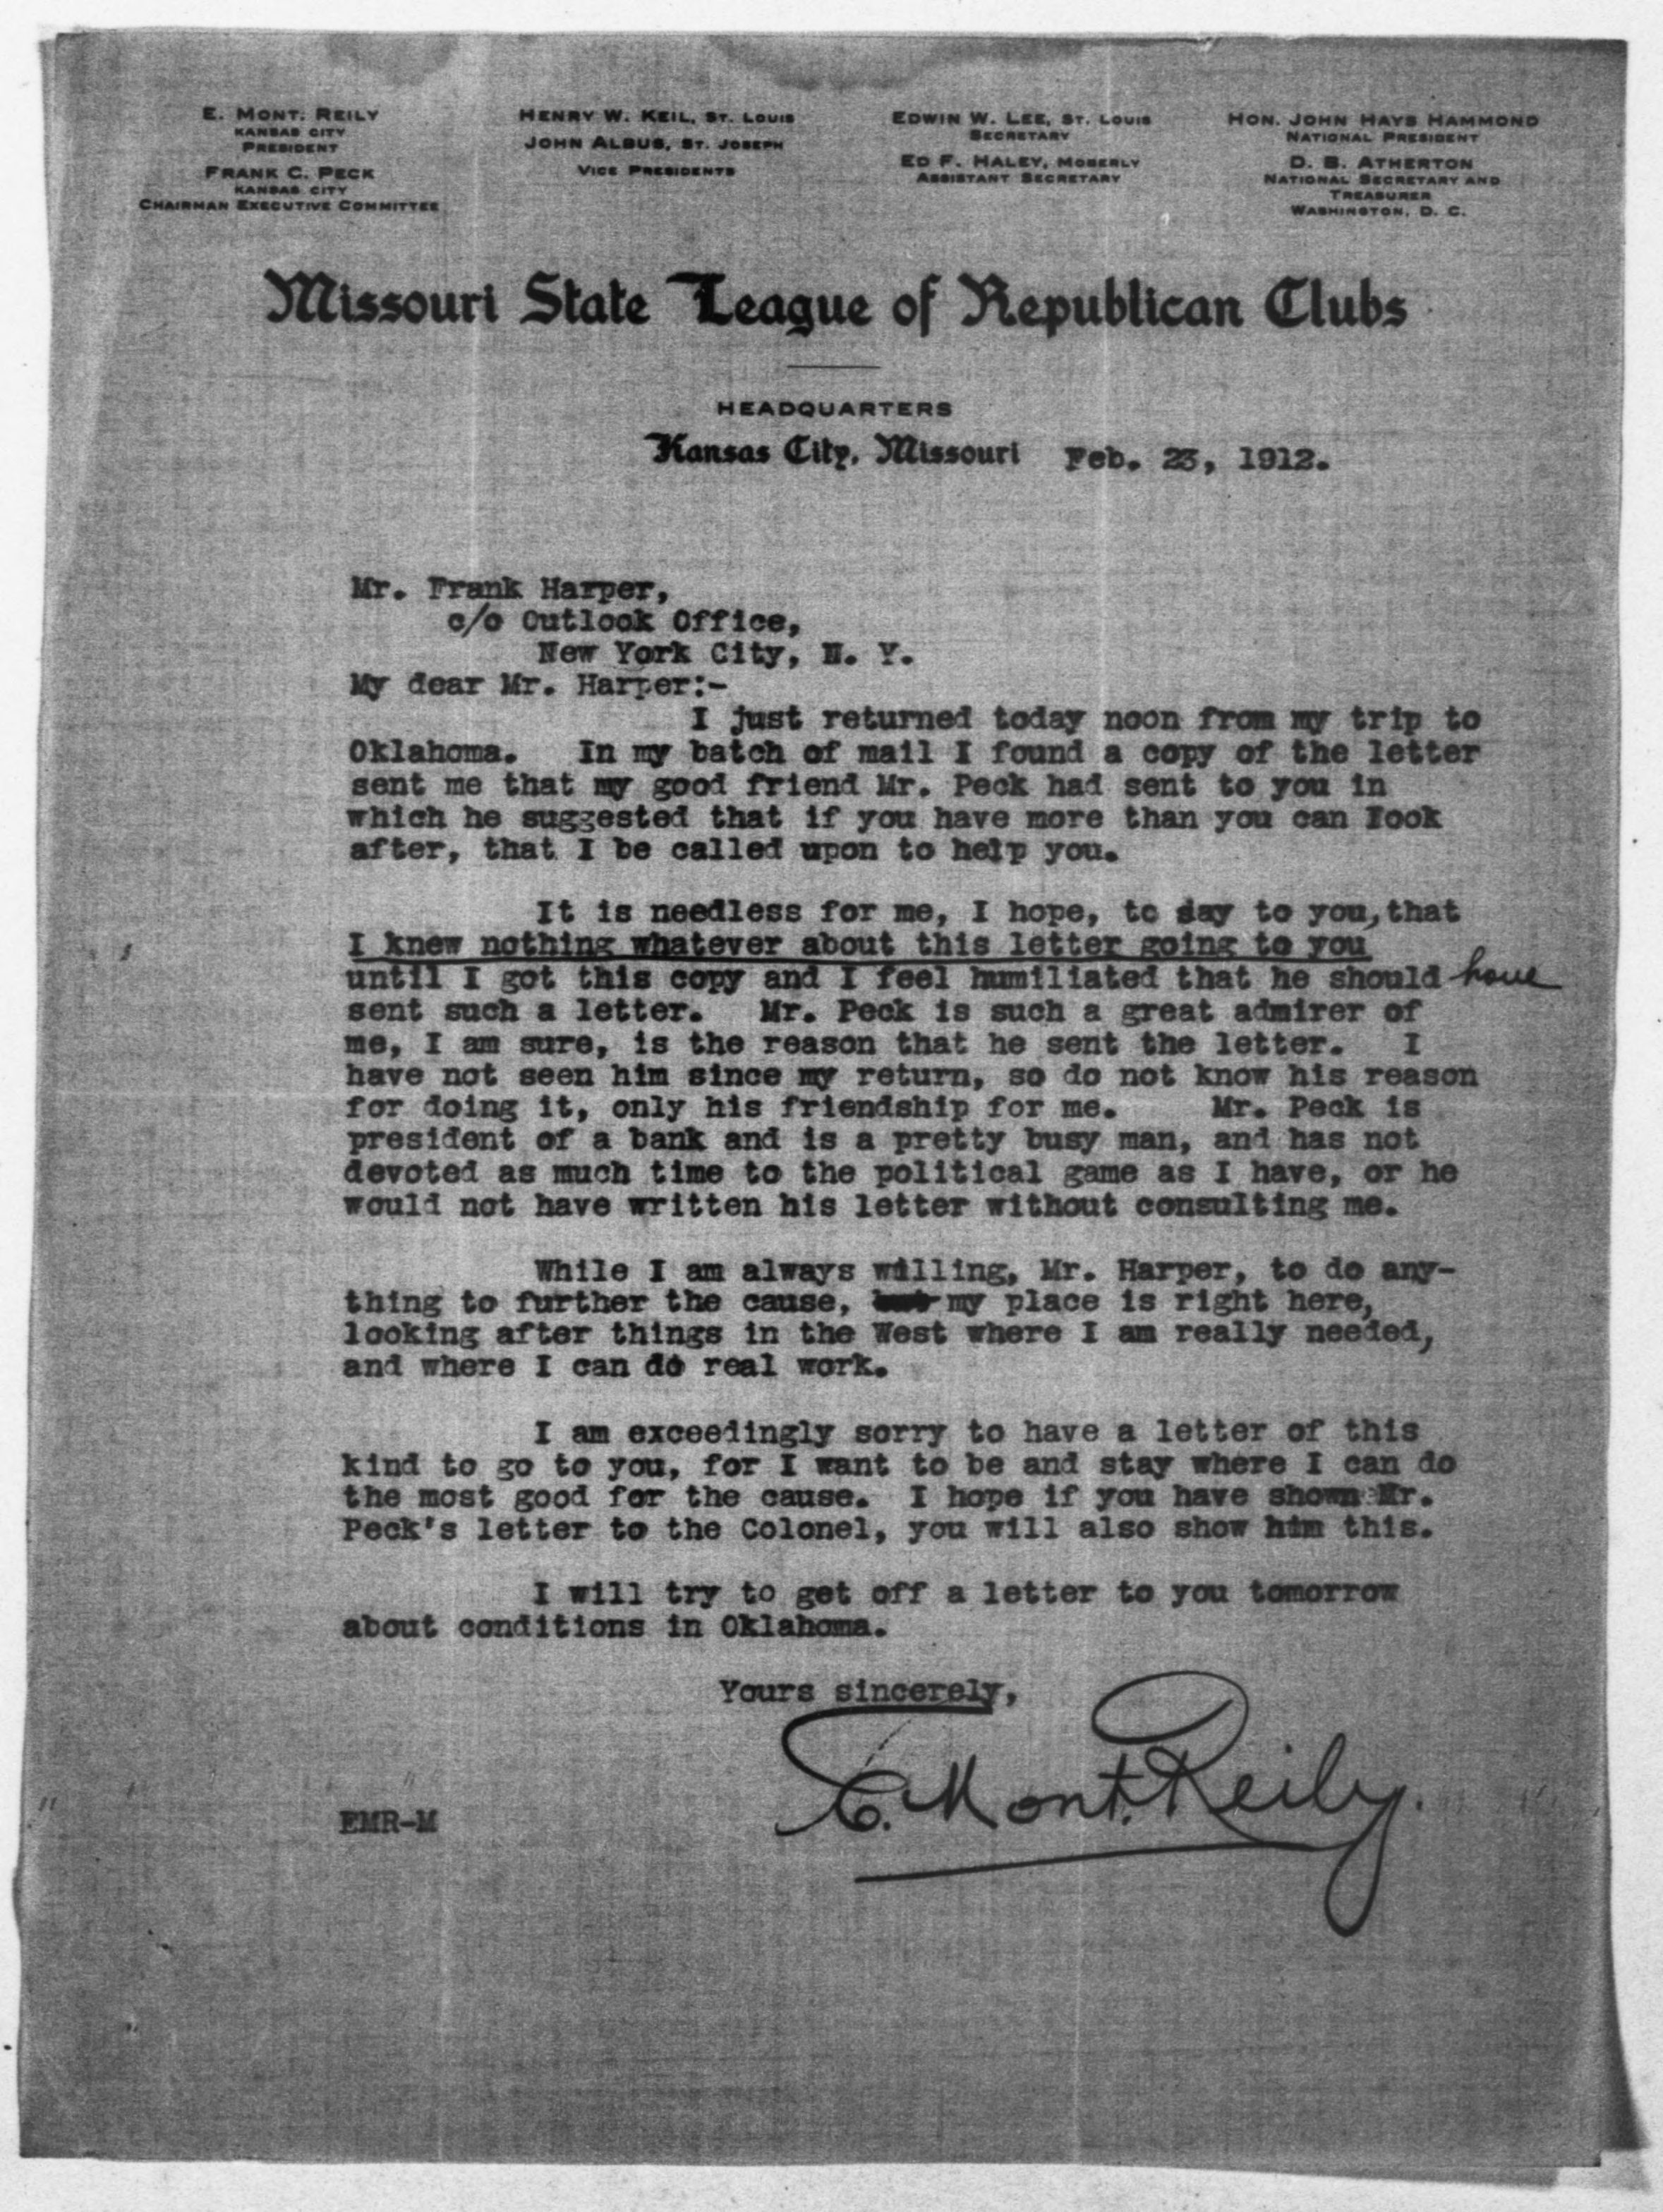 E. MONT. REILY
KANSAS CITY
PRESIDENT
FRANK C. PECK
KANSAS CITY
CHAIRMAN EXECUTIVE COMMITTEE
HENRY W. KEIL, ST. LOUIS
JOHN ALBUS, ST. JOSEPH
VICE PRESIDENTS
EDWIN W. LEE, ST. LOUIS
SECRETARY
ED F. HALEY, MOBERLY
ASSISTANT SECRETARY
HON. JOHN HAYS HAMMOND
NATIONAL PRESIDENT
D. B. ATHERTON
NATIONAL SECRETARY AND
TREASURER
WASHINGTON, D. C.
Missouri State League of Republican Clubs
HEADQUARTERS
Kansas City, Missouri Feb. 23, 1912.
Mr. Frank Harper,
c/o Outlook Office,
New York City, N. Y.
My dear Mr. Harper:-
I just returned today noon from my trip to
Oklahoma. In my batch of mail I found a copy of the letter
sent me that my good friend Mr. Peck had sent to you in
which he suggested that if you have more than you can look
after, that I be called upon to help you.
It is needless for me, I hope, to say to you, that
I knew nothing whatever about this letter going to you
until I got this copy and I feel humiliated that he should have
sent such a letter. Mr. Peck is such a great admirer of
me, I am sure, is the reason that he sent the letter. I
have not seen him since my return, so do not know his reason
for doing it, only his friendship for me. Mr. Peck is
president of a bank and is a pretty busy man, and has not
devoted as much time to the political game as I have, or he
would not have written his letter without consulting me.
While I am always willing, Mr. Harper, to do any-
thing to further the cause, but my place is right here,
looking after things in the West where I am really needed,
and where I can do real work.
I am exceedingly sorry to have a letter of this
kind to go to you, for I want to be and stay where I can do
the most good for the cause. I hope if you have shown Mr.
Peck's letter to the Colonel, you will also show him this.
I will try to get off a letter to you tomorrow
about conditions in Oklahoma.
Yours sincerely,
E. Mont. Reily.
EMR-M